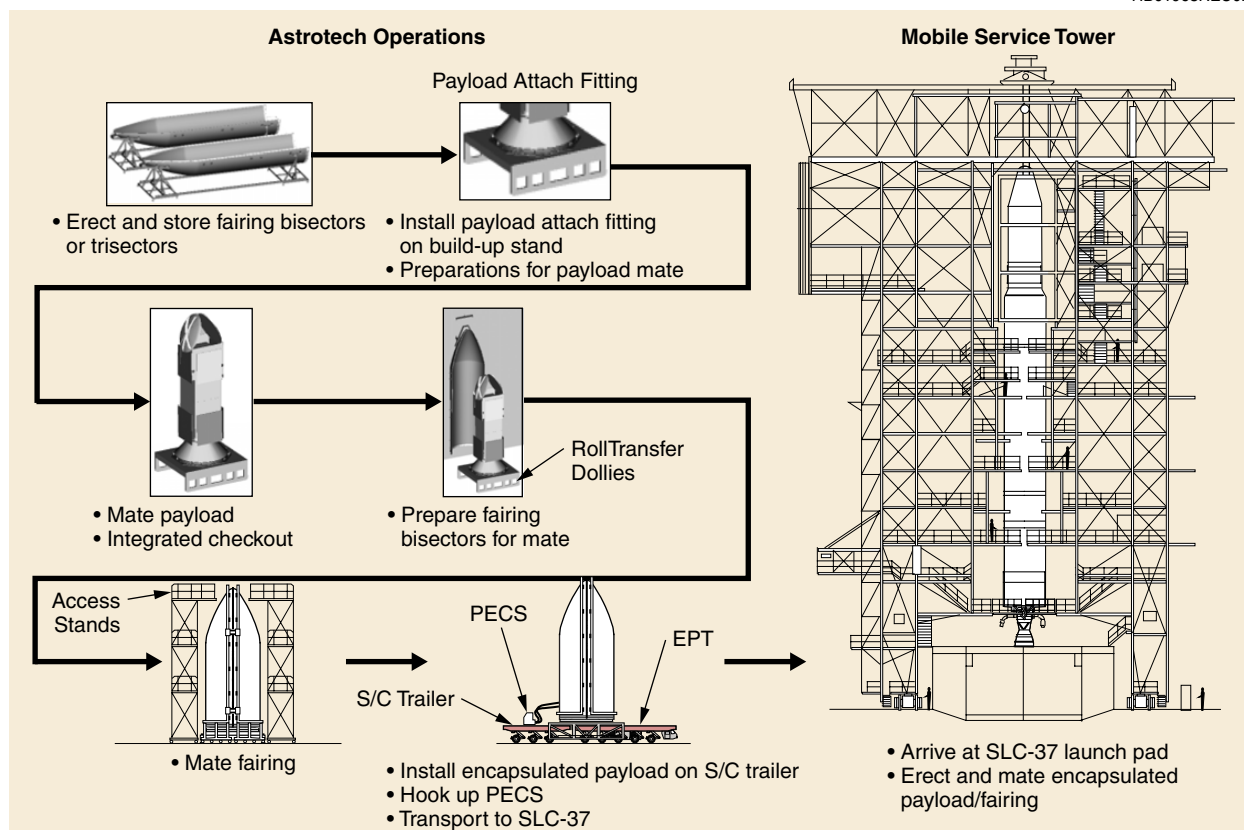 Astrotech Operations
Mobile Service Tower
Payload Attach Fitting
• Erect and store fairing bisectors
or trisectors
• Install payload attach fitting
on build-up stand
• Preparations for payload mate
RollTransfer
Dollies
• Mate payload
• Integrated checkout
• Prepare fairing
bisectors for mate
Access
Stands
PECS
EPT
S/C Trailer
• Mate fairing
• Install encapsulated payload on S/C trailer
• Hook up PECS
• Transport to SLC-37
• Arrive at SLC-37 launch pad
• Erect and mate encapsulated
payload/fairing